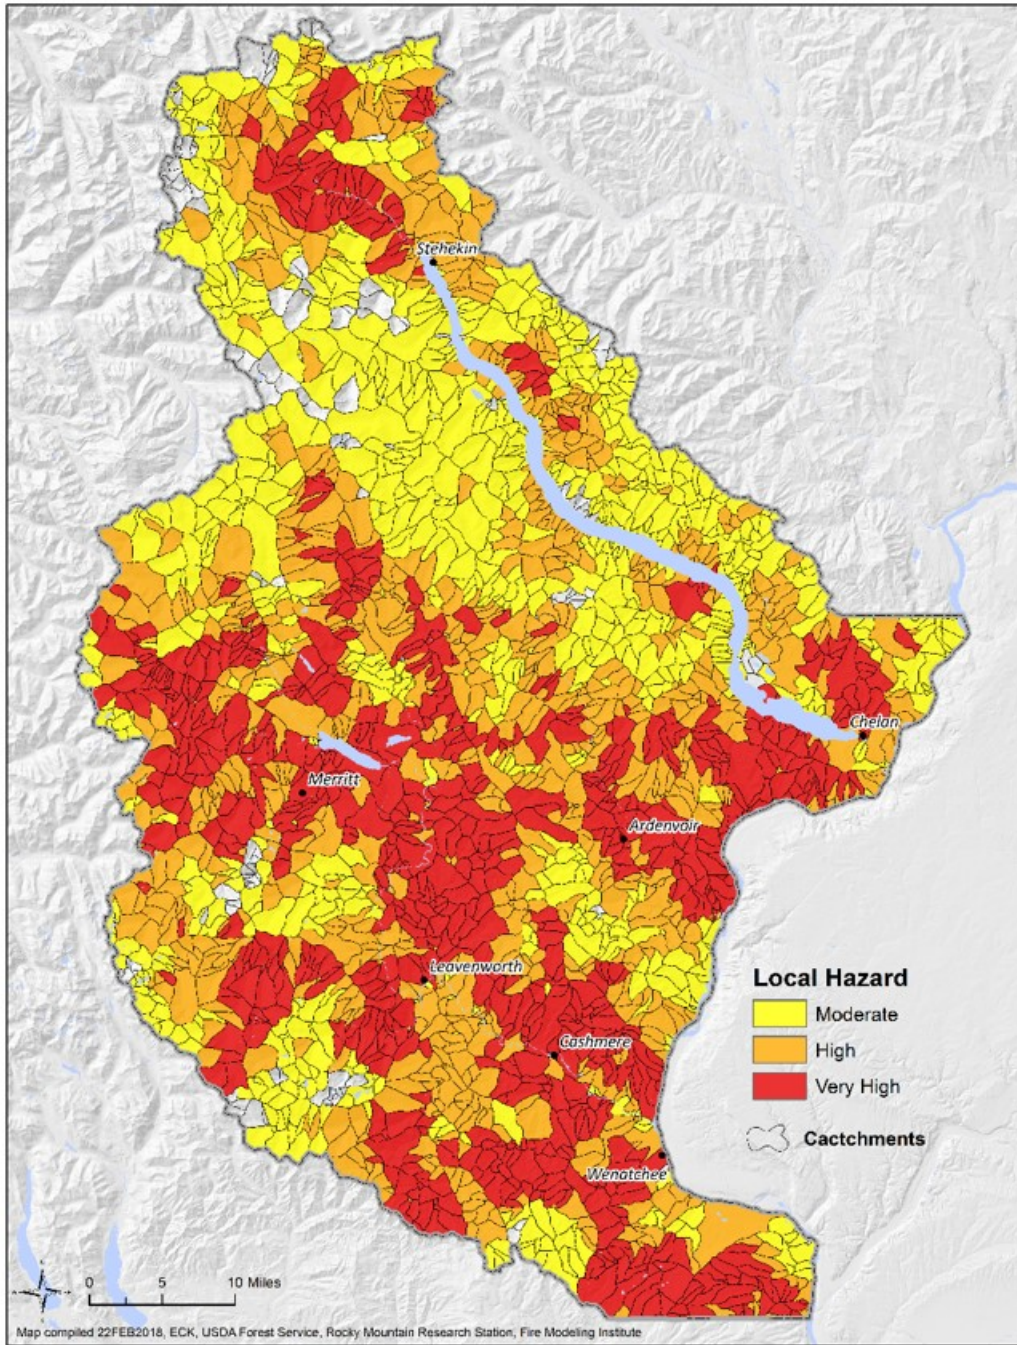 Stehekin
Chelan
Merritt
Ardenvoir
Leavenworth
Local Hazard
Moderate
High
Very High
Cashmere
Cactchments
Wenatchee
0 5 10 Miles
Map compiled 22FEB2018, ECK, USDA Forest Service, Rocky Mountain Research Station, Fire Modeling Institute